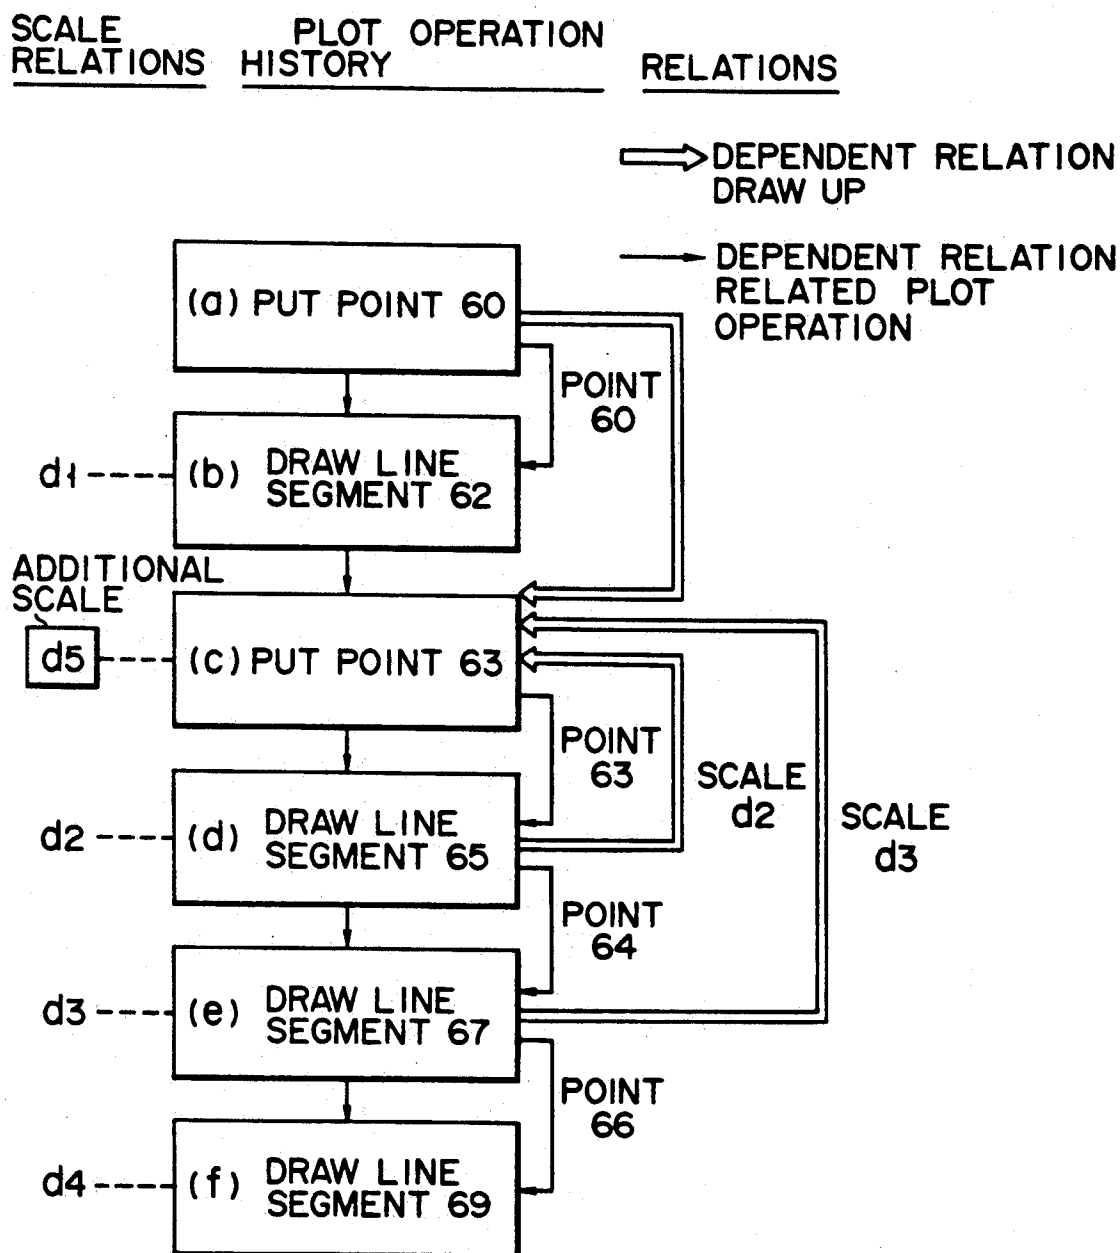 SCALE
RELATIONS
PLOT OPERATION
HISTORY
RELATIONS
DEPENDENT RELATION
DRAW UP
DEPENDENT RELATION
RELATED PLOT
OPERATION
(a) PUT POINT 60
POINT
60
d1
(b) DRAW LINE
SEGMENT 62
ADDITIONAL
SCALE
d5
(c) PUT POINT 63
POINT
63
SCALE
d2
SCALE
d3
d2
(d) DRAW LINE
SEGMENT 65
POINT
64
d3
(e) DRAW LINE
SEGMENT 67
POINT
66
d4
(f) DRAW LINE
SEGMENT 69